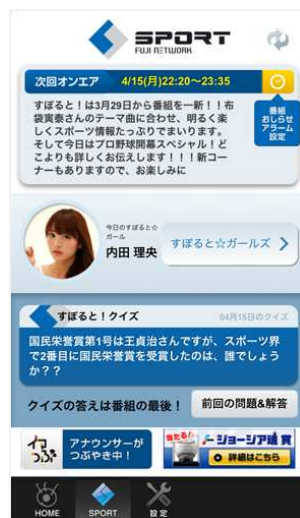 SPORT
FUJI NETWORK
次回オンエア 4/15(月)22:20～23:35
すぽると！は3月29日から番組を一新！！布
袋寅泰さんのテーマ曲に合わせ、明るく楽
しくスポーツ情報たっぷりでまいります。
そして今日はプロ野球開幕スペシャル！ど
こよりも詳しくお伝えします！！！新コー
ナーもありますので、お楽しみに
番組
おしらせ
アラーム
設定
今日のすぽると☆
ガール
内田 理央
すぽると☆ガールズ
すぽると！クイズ
04月15日のクイズ
国民栄誉賞第1号は王貞治さんですが、スポーツ界
で2番目に国民栄誉賞を受賞したのは、誰でしょう
か？？
クイズの答えは番組の最後！
前回の問題&解答
アナウンサーが
つぶやき中！
当たる!
ジョージア魂 賞
詳細はこちら
HOME
SPORT
設定